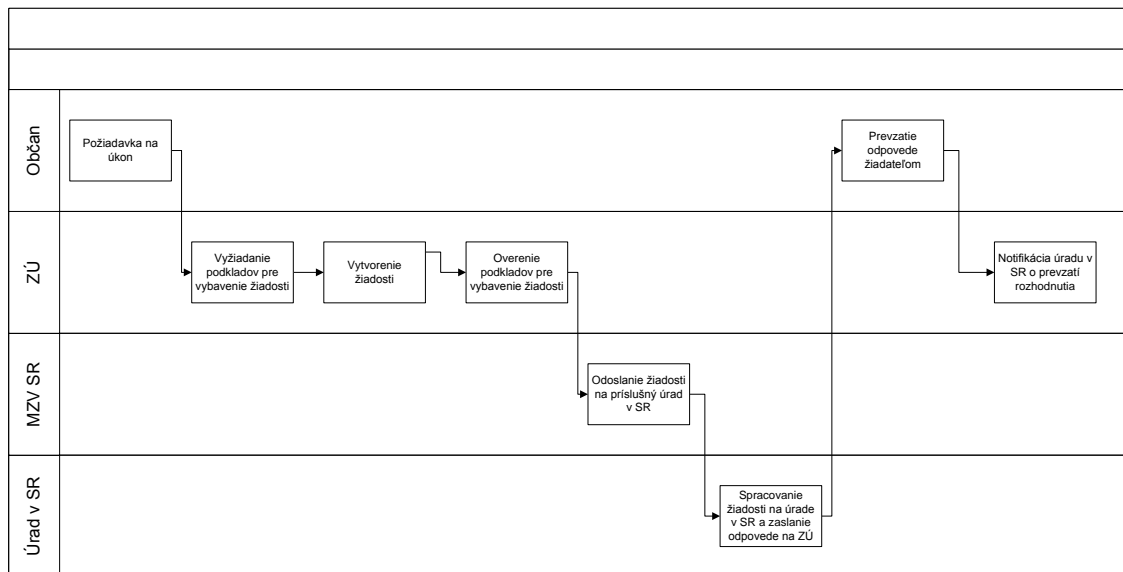 Občan
Požiadavka na
úkon
Prevzatie
odpovede
žiadateľom
ZÚ
Vyžiadanie
podkladov pre
vybavenie žiadosti
Vytvorenie
žiadosti
Overenie
podkladov pre
vybavenie žiadosti
Notifikácia úradu v
SR o prevzatí
rozhodnutia
MZV SR
Odoslanie žiadosti
na príslušný úrad
v SR
Úrad v SR
Spracovanie
žiadosti na úrade
v SR a zaslanie
odpovede na ZÚ